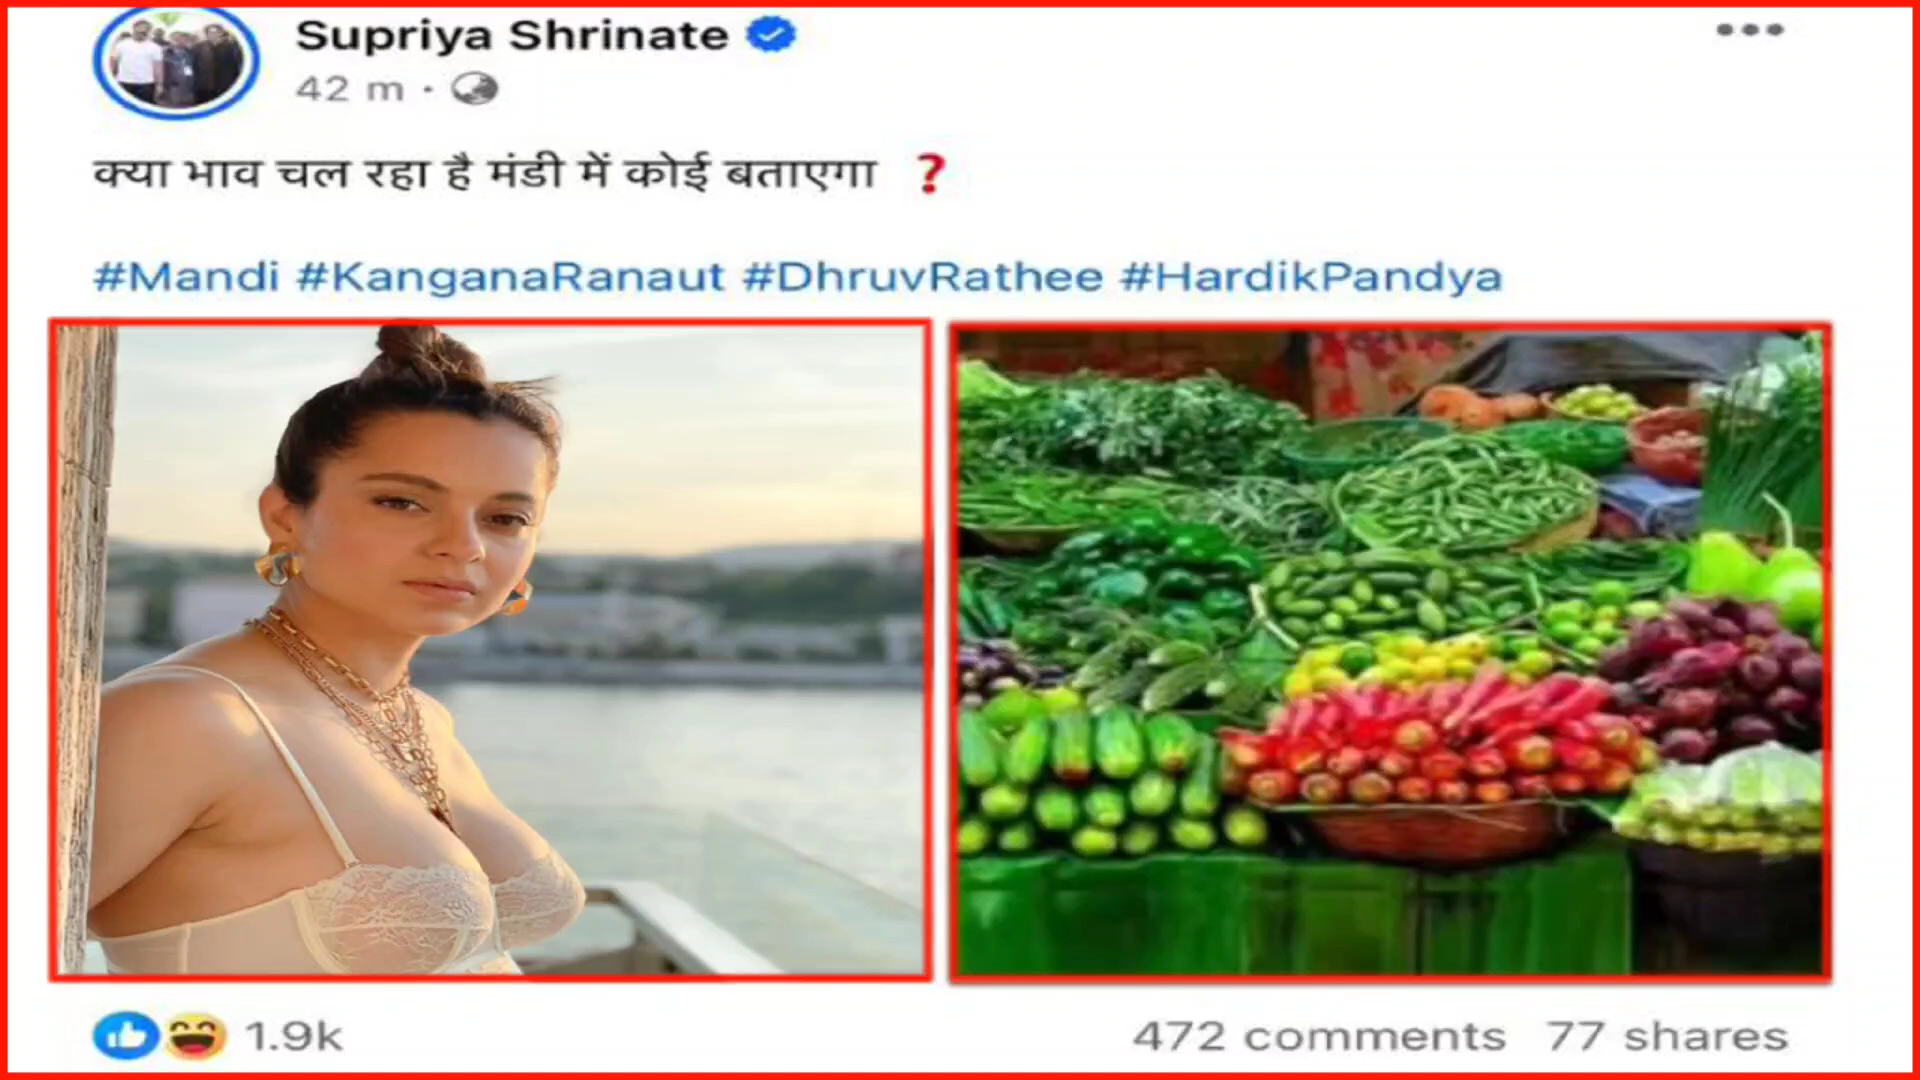 Supriya Shrinate
42 m
क्या भाव चल रहा है मंडी में कोई बताएगा ❓
#Mandi #KanganaRanaut #DhruvRathee #HardikPandya
1.9k 472 comments 77 shares